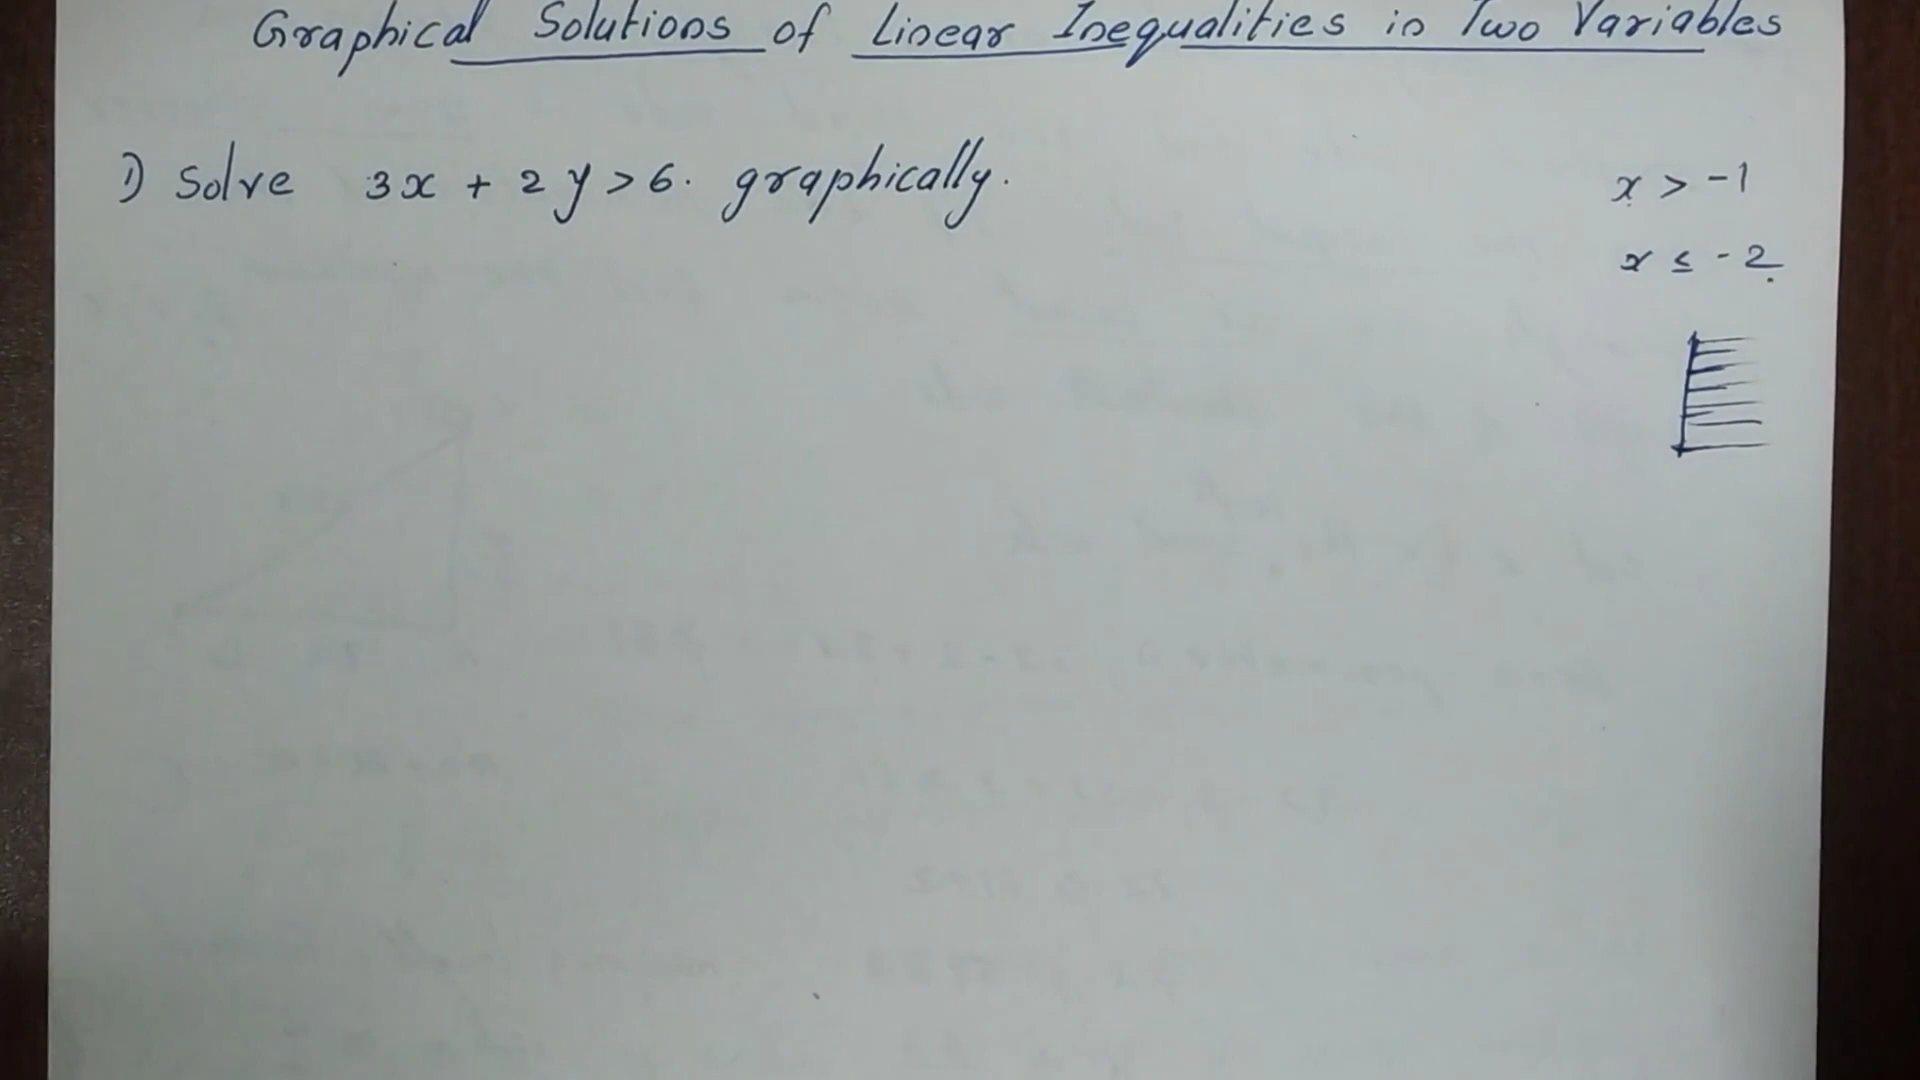 Graphical Solutions of Linear Inequalities in Two Variables
1) Solve 3x + 2y > 6. graphically.
x > -1
x ≤ -2